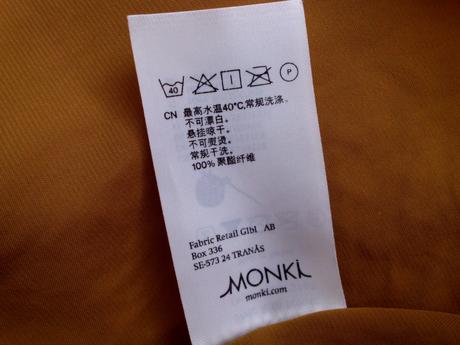 40
P
CN 最高水温40°C,常规洗涤。
不可漂白。
悬挂晾干。
不可熨烫。
常规干洗。
100% 聚酯纤维
Fabric Retail Glbl AB
Box 336
SE-573 24 TRANÅS
MONKI
monki.com